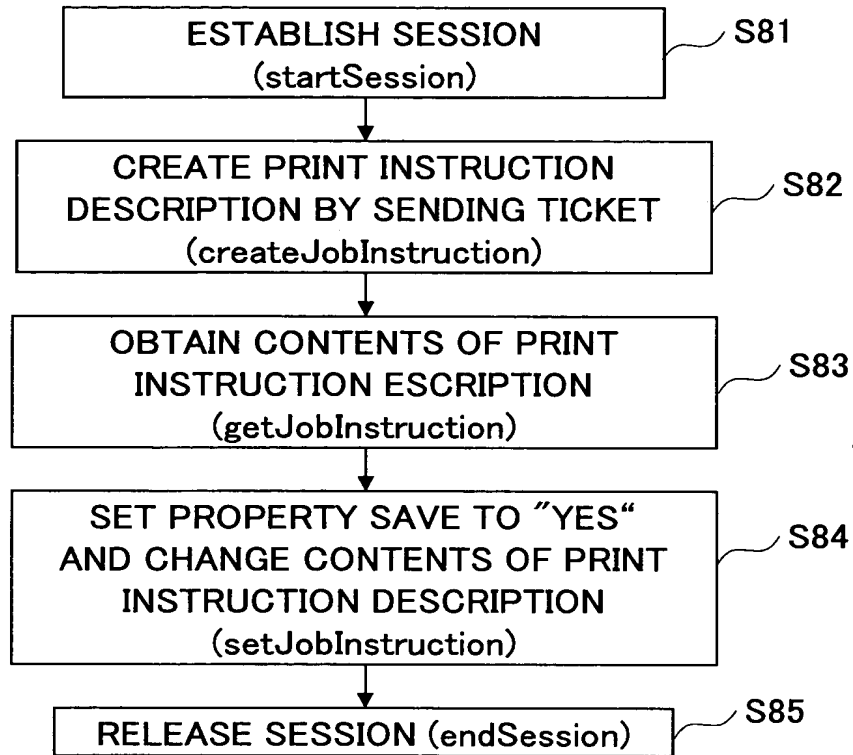 ESTABLISH SESSION
(startSession)
S81
CREATE PRINT INSTRUCTION
DESCRIPTION BY SENDING TICKET
(createJobInstruction)
S82
OBTAIN CONTENTS OF PRINT
INSTRUCTION ESCRIPTION
(getJobInstruction)
S83
SET PROPERTY SAVE TO ″YES“
AND CHANGE CONTENTS OF PRINT
INSTRUCTION DESCRIPTION
(setJobInstruction)
S84
RELEASE SESSION (endSession)
S85